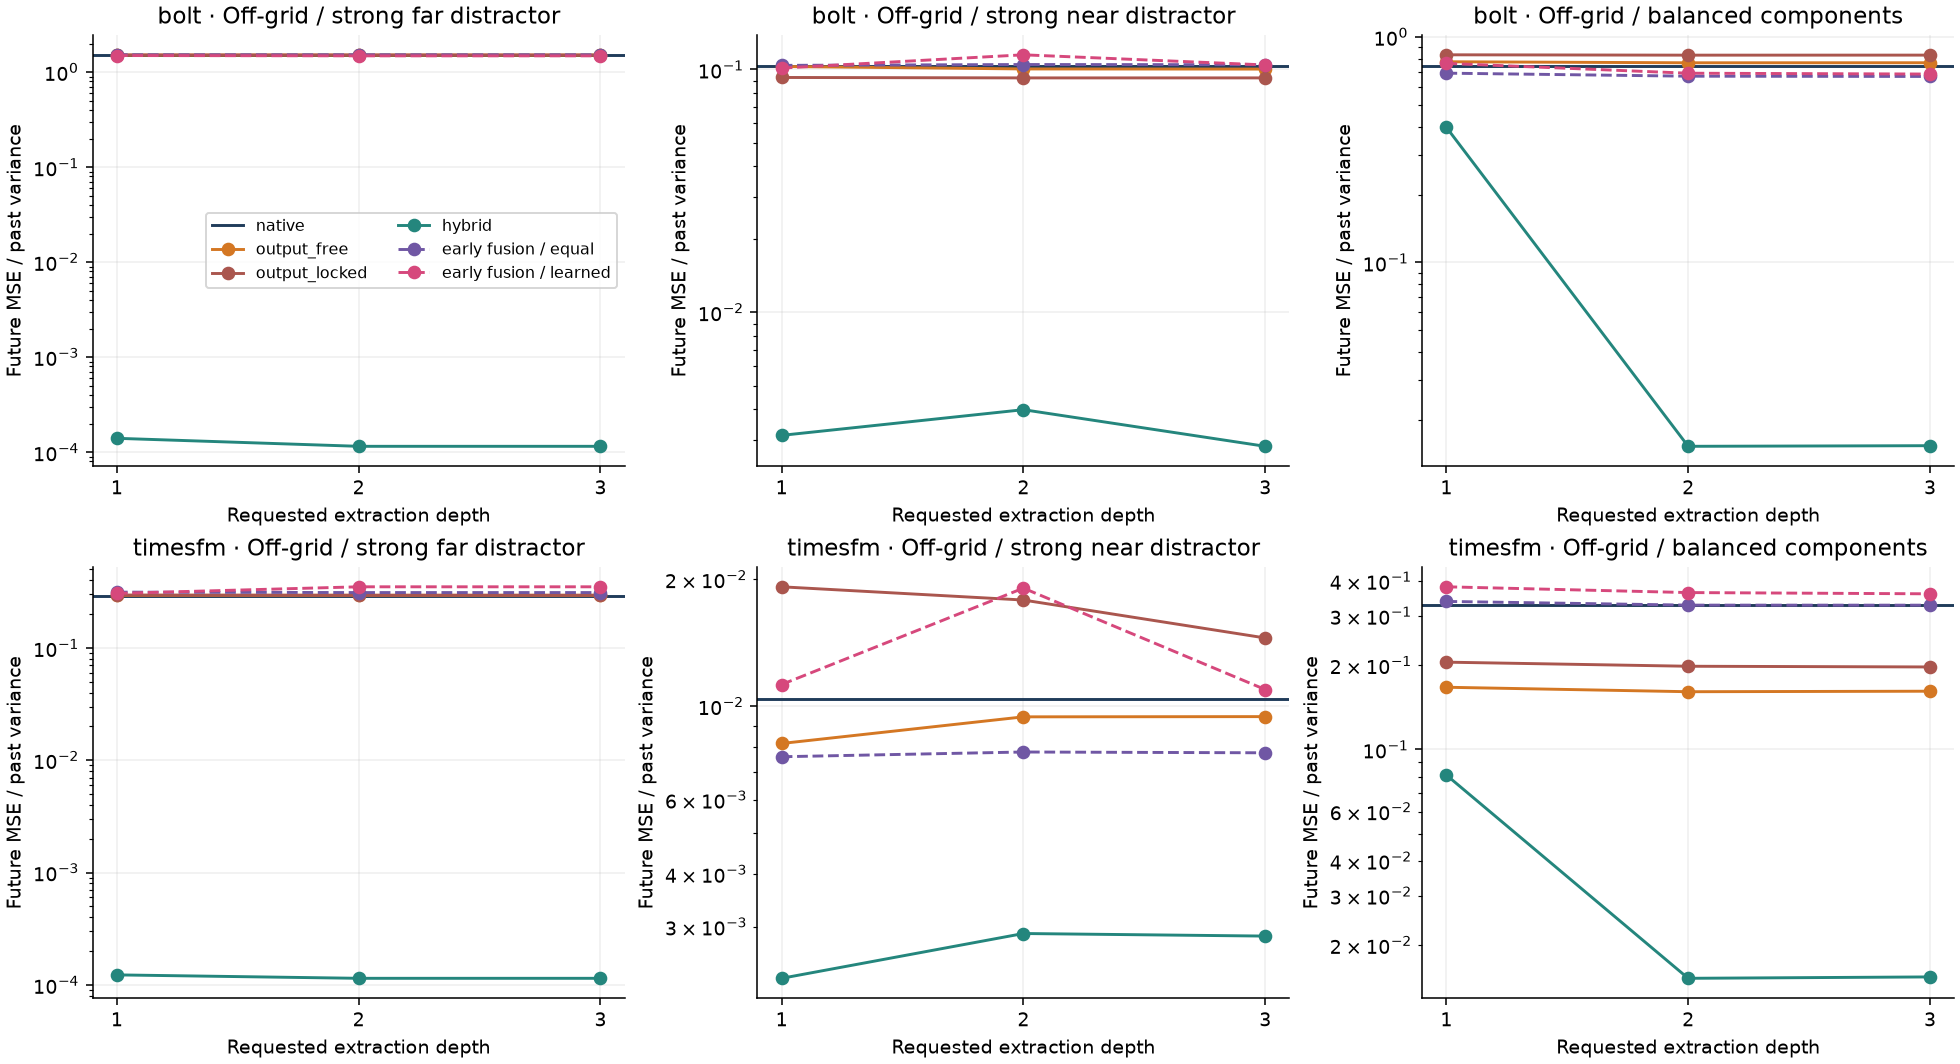 bolt · Off-grid / strong far distractor
Future MSE / past variance
10⁰
10⁻¹
10⁻²
10⁻³
10⁻⁴
native
output_free
output_locked
hybrid
early fusion / equal
early fusion / learned
1 2 3
Requested extraction depth
bolt · Off-grid / strong near distractor
Future MSE / past variance
10⁻¹
10⁻²
1 2 3
Requested extraction depth
bolt · Off-grid / balanced components
Future MSE / past variance
10⁰
10⁻¹
1 2 3
Requested extraction depth
timesfm · Off-grid / strong far distractor
Future MSE / past variance
10⁻¹
10⁻²
10⁻³
10⁻⁴
1 2 3
Requested extraction depth
timesfm · Off-grid / strong near distractor
Future MSE / past variance
2 × 10⁻²
10⁻²
6 × 10⁻³
4 × 10⁻³
3 × 10⁻³
1 2 3
Requested extraction depth
timesfm · Off-grid / balanced components
Future MSE / past variance
4 × 10⁻¹
3 × 10⁻¹
2 × 10⁻¹
10⁻¹
6 × 10⁻²
4 × 10⁻²
3 × 10⁻²
2 × 10⁻²
1 2 3
Requested extraction depth